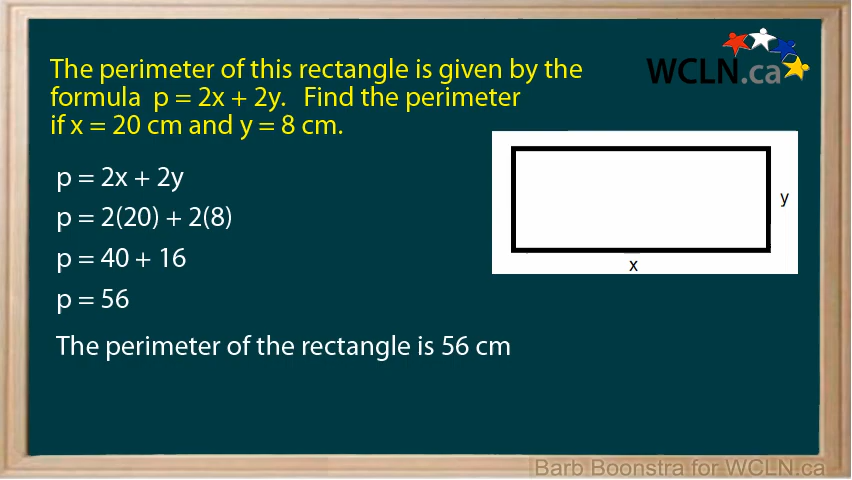 The perimeter of this rectangle is given by the
formula p = 2x + 2y. Find the perimeter
if x = 20 cm and y = 8 cm.
WCLN.ca
p = 2x + 2y
p = 2(20) + 2(8)
p = 40 + 16
p = 56
The perimeter of the rectangle is 56 cm
y
x
Barb Boonstra for WCLN.ca